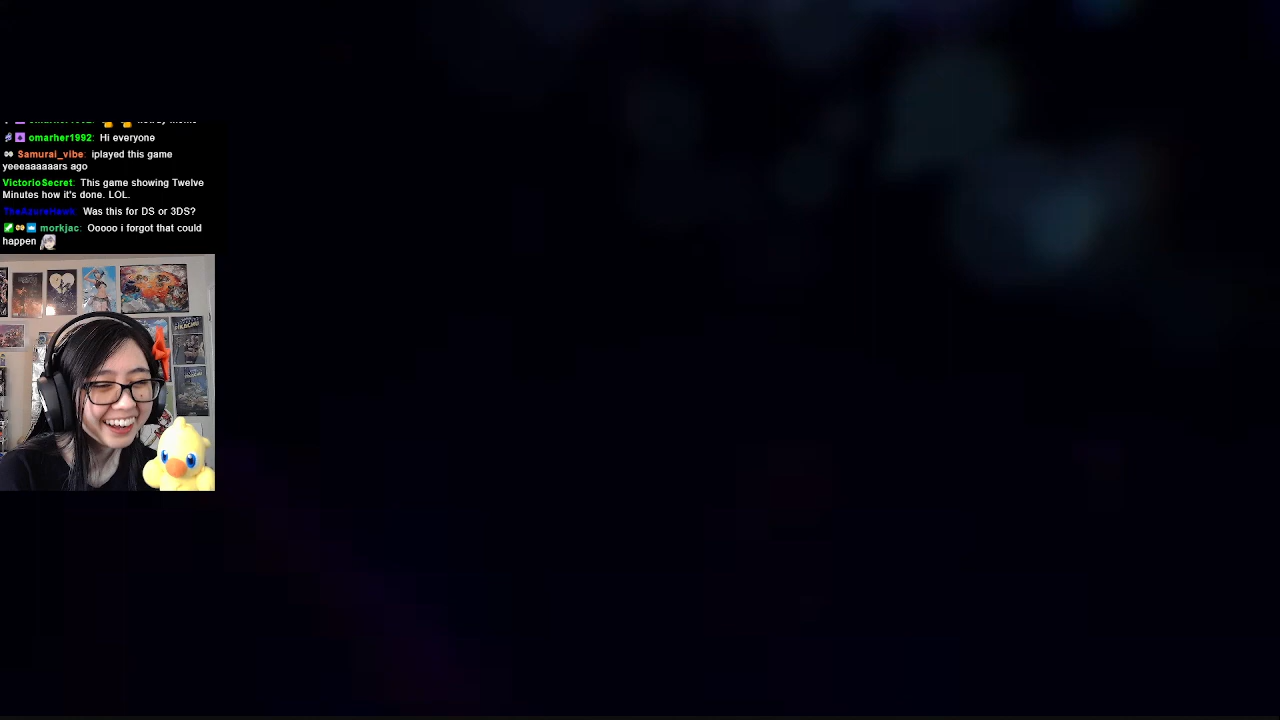 omarher1992: Hi everyone
Samurai_vibe: iplayed this game
yeeeaaaaaars ago
VictorioSecret: This game showing Twelve
Minutes how it's done. LOL.
TheAzureHawk: Was this for DS or 3DS?
morkjac: Ooooo i forgot that could
happen